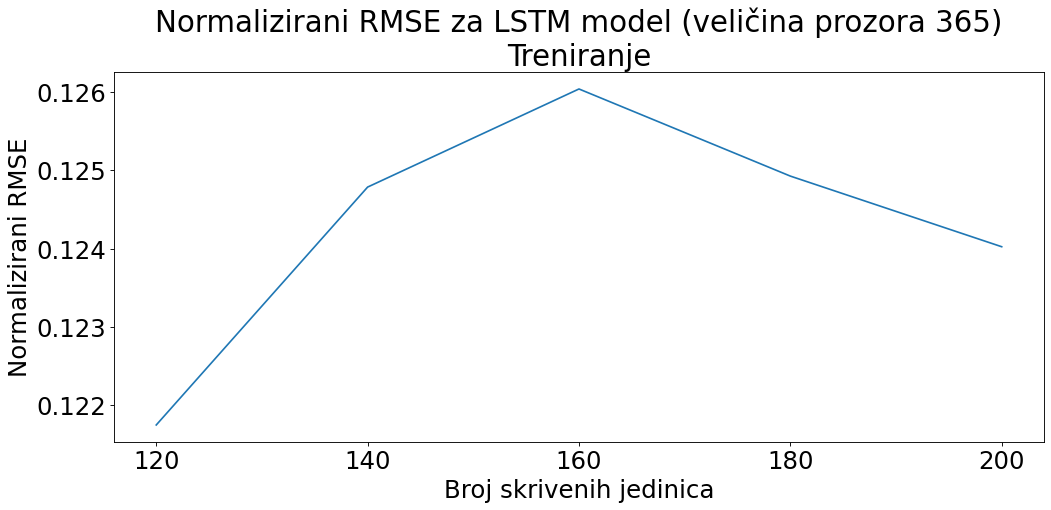 Normalizirani RMSE za LSTM model (veličina prozora 365)
Treniranje
Normalizirani RMSE
0.126
0.125
0.124
0.123
0.122
120 140 160 180 200
Broj skrivenih jedinica